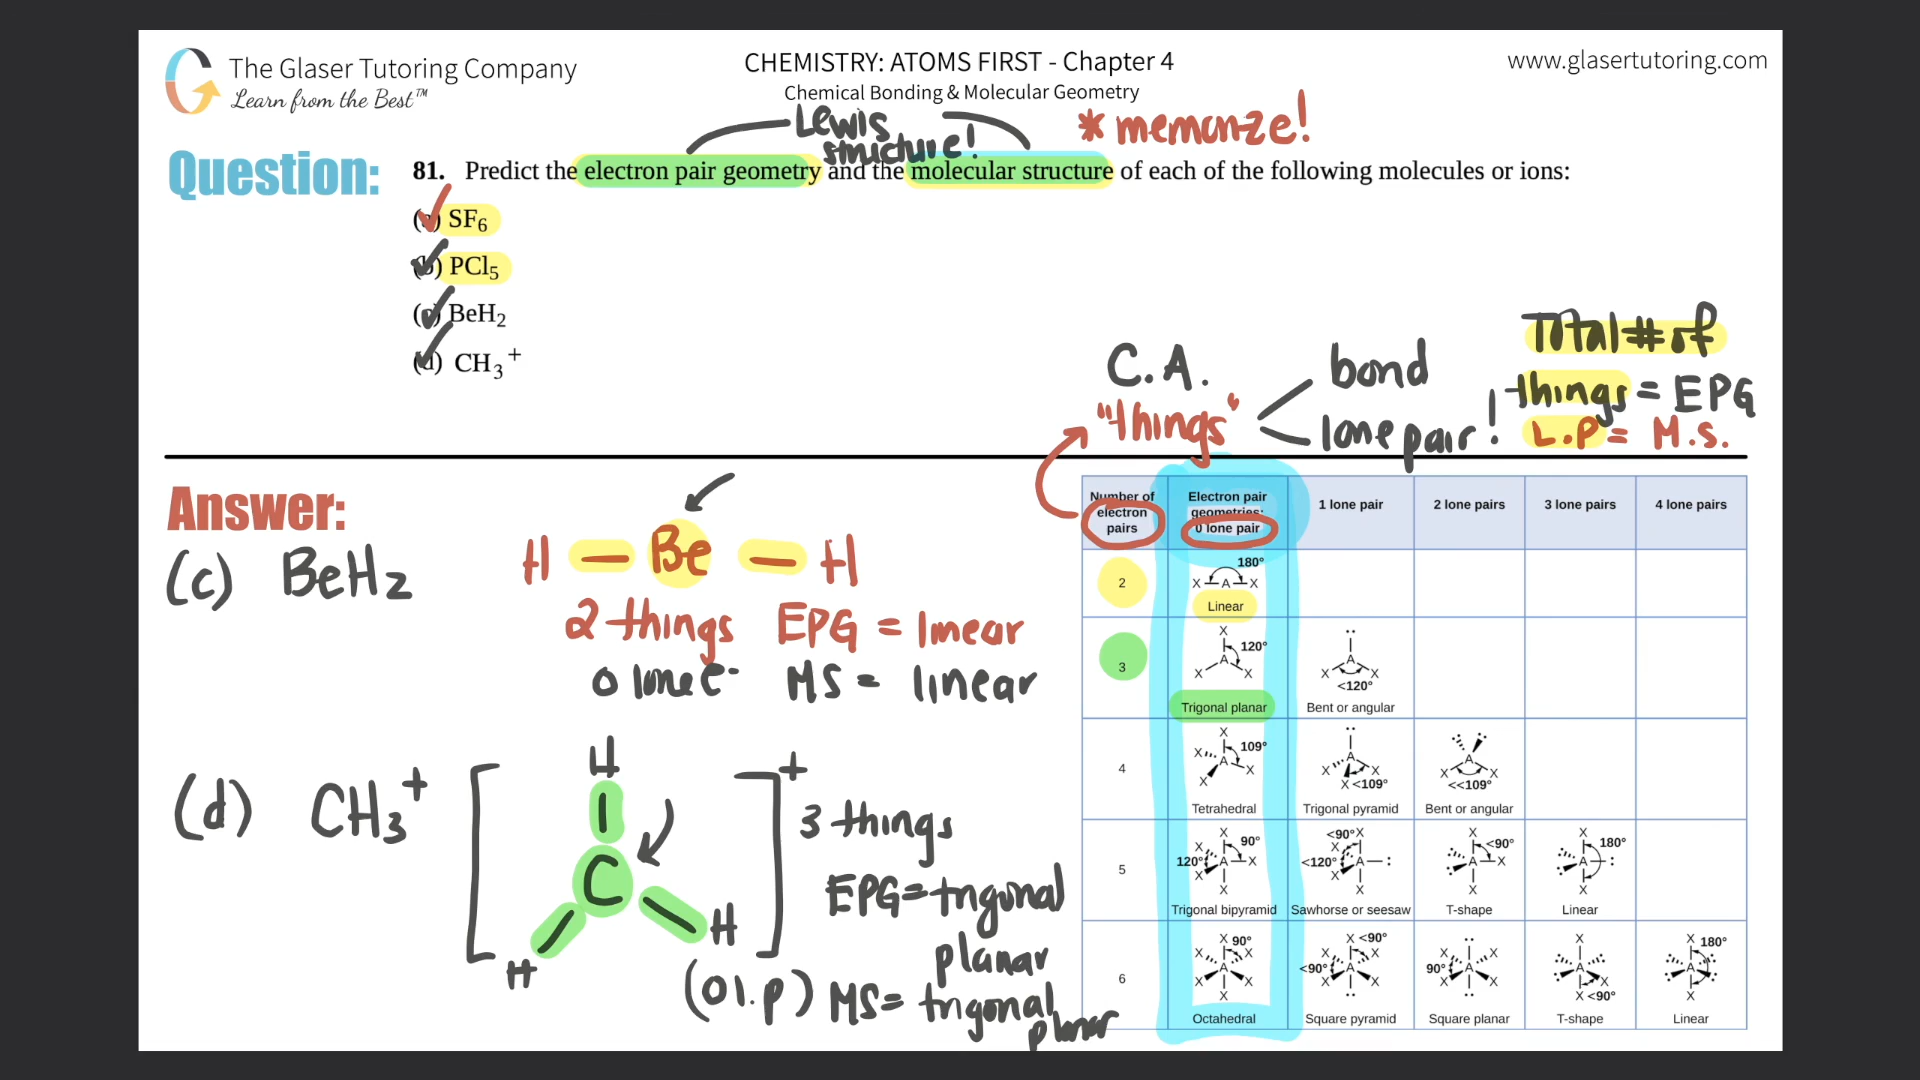 The Glaser Tutoring Company
Learn from the Best™
CHEMISTRY: ATOMS FIRST - Chapter 4
Chemical Bonding & Molecular Geometry
www.glasertutoring.com
Lewis structure!
* memorize!
Question:
81. Predict the electron pair geometry and the molecular structure of each of the following molecules or ions:
(a) SF6
(b) PCl5
(c) BeH2
(d) CH3+
C.A.
"things"
bond
lone pair!
Total # of
things = EPG
L.P = M.S.
Answer:
(c) BeH2
H — Be — H
2 things EPG = linear
0 lone e- MS = linear
(d) CH3+
H
C
H
H
+
3 things
EPG = trigonal
planar
(0 l.p) MS = trigonal
planar
Number of electron pairs
Electron pair geometries: 0 lone pair
1 lone pair
2 lone pairs
3 lone pairs
4 lone pairs
2
180°
X A X
Linear
3
X
120°
A
X X
Trigonal planar
A
X X
<120°
Bent or angular
4
X
109°
X A X
X
Tetrahedral
A
X X
X <109°
Trigonal pyramid
A
X X
<<109°
Bent or angular
5
X
90°
X
120° A X
X
X
Trigonal bipyramid
<90° X
X
<120° A :
X
X
Sawhorse or seesaw
X
<90°
A X
X
T-shape
X
180°
A :
X
Linear
6
X 90°
X X
A
X X
X
Octahedral
X <90°
X X
<90° A
X X
Square pyramid
X X
90° A
X X
Square planar
X
A
X
X <90°
T-shape
X 180°
A
X
Linear